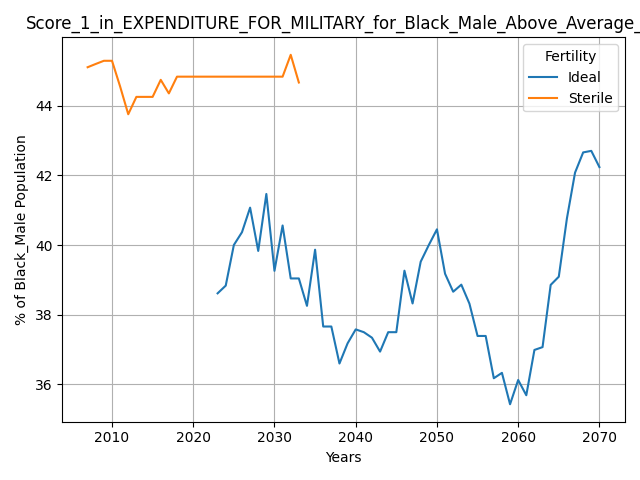 Score_1_in_EXPENDITURE_FOR_MILITARY_for_Black_Male_Above_Average_
Fertility
Ideal
Sterile
% of Black_Male Population
44
42
40
38
36
2010 2020 2030 2040 2050 2060 2070
Years